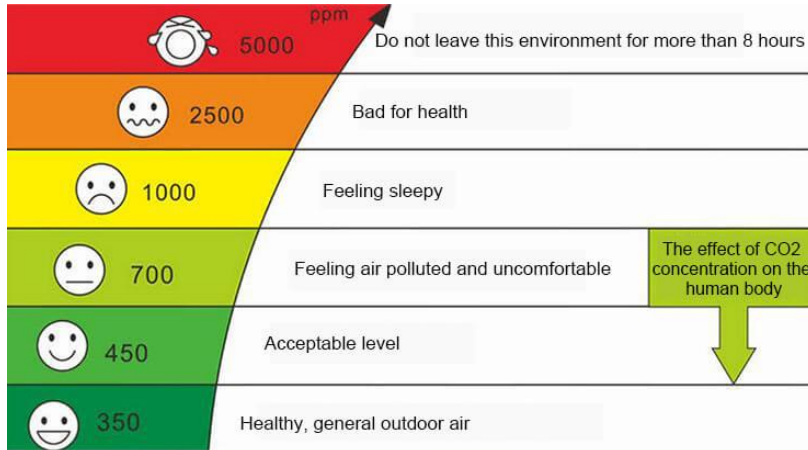 ppm
5000 Do not leave this environment for more than 8 hours
2500 Bad for health
1000 Feeling sleepy
700 Feeling air polluted and uncomfortable
The effect of CO2
concentration on the
human body
450 Acceptable level
350 Healthy, general outdoor air